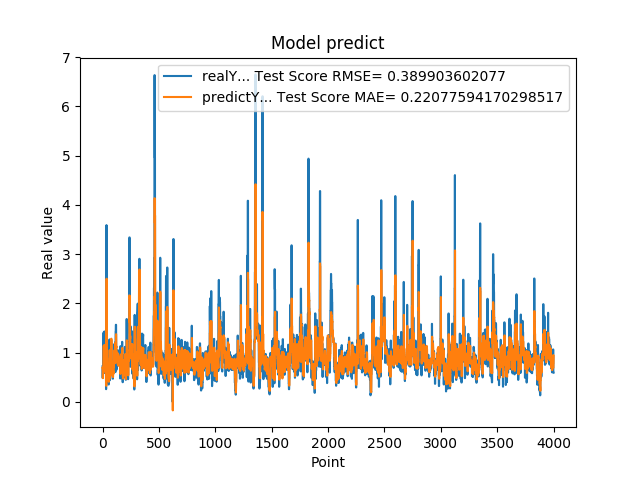 Model predict
realY... Test Score RMSE= 0.389903602077
predictY... Test Score MAE= 0.22077594170298517
Real value
7
6
5
4
3
2
1
0
0 500 1000 1500 2000 2500 3000 3500 4000
Point